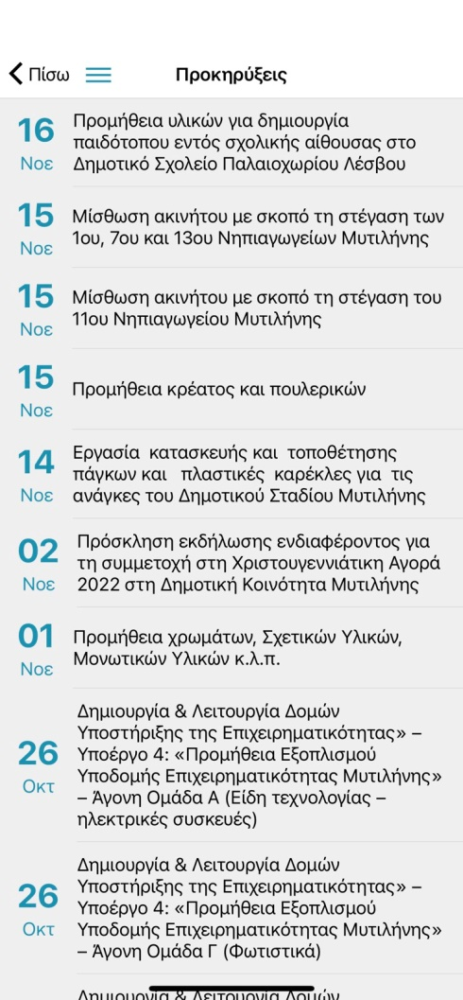 Πίσω
Προκηρύξεις
16
Νοε
Προμήθεια υλικών για δημιουργία
παιδότοπου εντός σχολικής αίθουσας στο
Δημοτικό Σχολείο Παλαιοχωρίου Λέσβου
15
Νοε
Μίσθωση ακινήτου με σκοπό τη στέγαση των
1ου, 7ου και 13ου Νηπιαγωγείων Μυτιλήνης
15
Νοε
Μίσθωση ακινήτου με σκοπό τη στέγαση του
11ου Νηπιαγωγείου Μυτιλήνης
15
Νοε
Προμήθεια κρέατος και πουλερικών
14
Νοε
Εργασία κατασκευής και τοποθέτησης
πάγκων και πλαστικές καρέκλες για τις
ανάγκες του Δημοτικού Σταδίου Μυτιλήνης
02
Νοε
Πρόσκληση εκδήλωσης ενδιαφέροντος για
τη συμμετοχή στη Χριστουγεννιάτικη Αγορά
2022 στη Δημοτική Κοινότητα Μυτιλήνης
01
Νοε
Προμήθεια χρωμάτων, Σχετικών Υλικών,
Μονωτικών Υλικών κ.λ.π.
26
Οκτ
Δημιουργία & Λειτουργία Δομών
Υποστήριξης της Επιχειρηματικότητας» –
Υποέργο 4: «Προμήθεια Εξοπλισμού
Υποδομής Επιχειρηματικότητας Μυτιλήνης»
– Άγονη Ομάδα Α (Είδη τεχνολογίας –
ηλεκτρικές συσκευές)
26
Οκτ
Δημιουργία & Λειτουργία Δομών
Υποστήριξης της Επιχειρηματικότητας» –
Υποέργο 4: «Προμήθεια Εξοπλισμού
Υποδομής Επιχειρηματικότητας Μυτιλήνης»
– Άγονη Ομάδα Γ (Φωτιστικά)
Δημιουργία & Λειτουργία Δομών